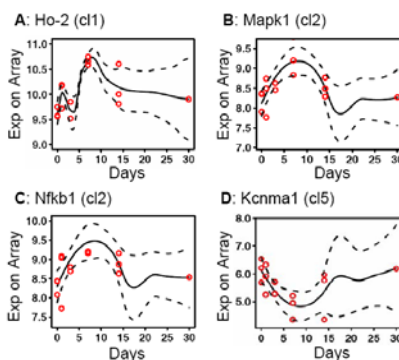 A: Ho-2 (cl1)
Exp on Array
11.0
10.5
10.0
9.5
9.0
0 5 10 15 20 25 30
Days
B: Mapk1 (cl2)
Exp on Array
9.5
9.0
8.5
8.0
7.5
7.0
0 5 10 15 20 25 30
Days
C: Nfkb1 (cl2)
Exp on Array
10.0
9.5
9.0
8.5
8.0
7.5
0 5 10 15 20 25 30
Days
D: Kcnma1 (cl5)
Exp on Array
8.0
7.0
6.0
5.0
0 5 10 15 20 25 30
Days